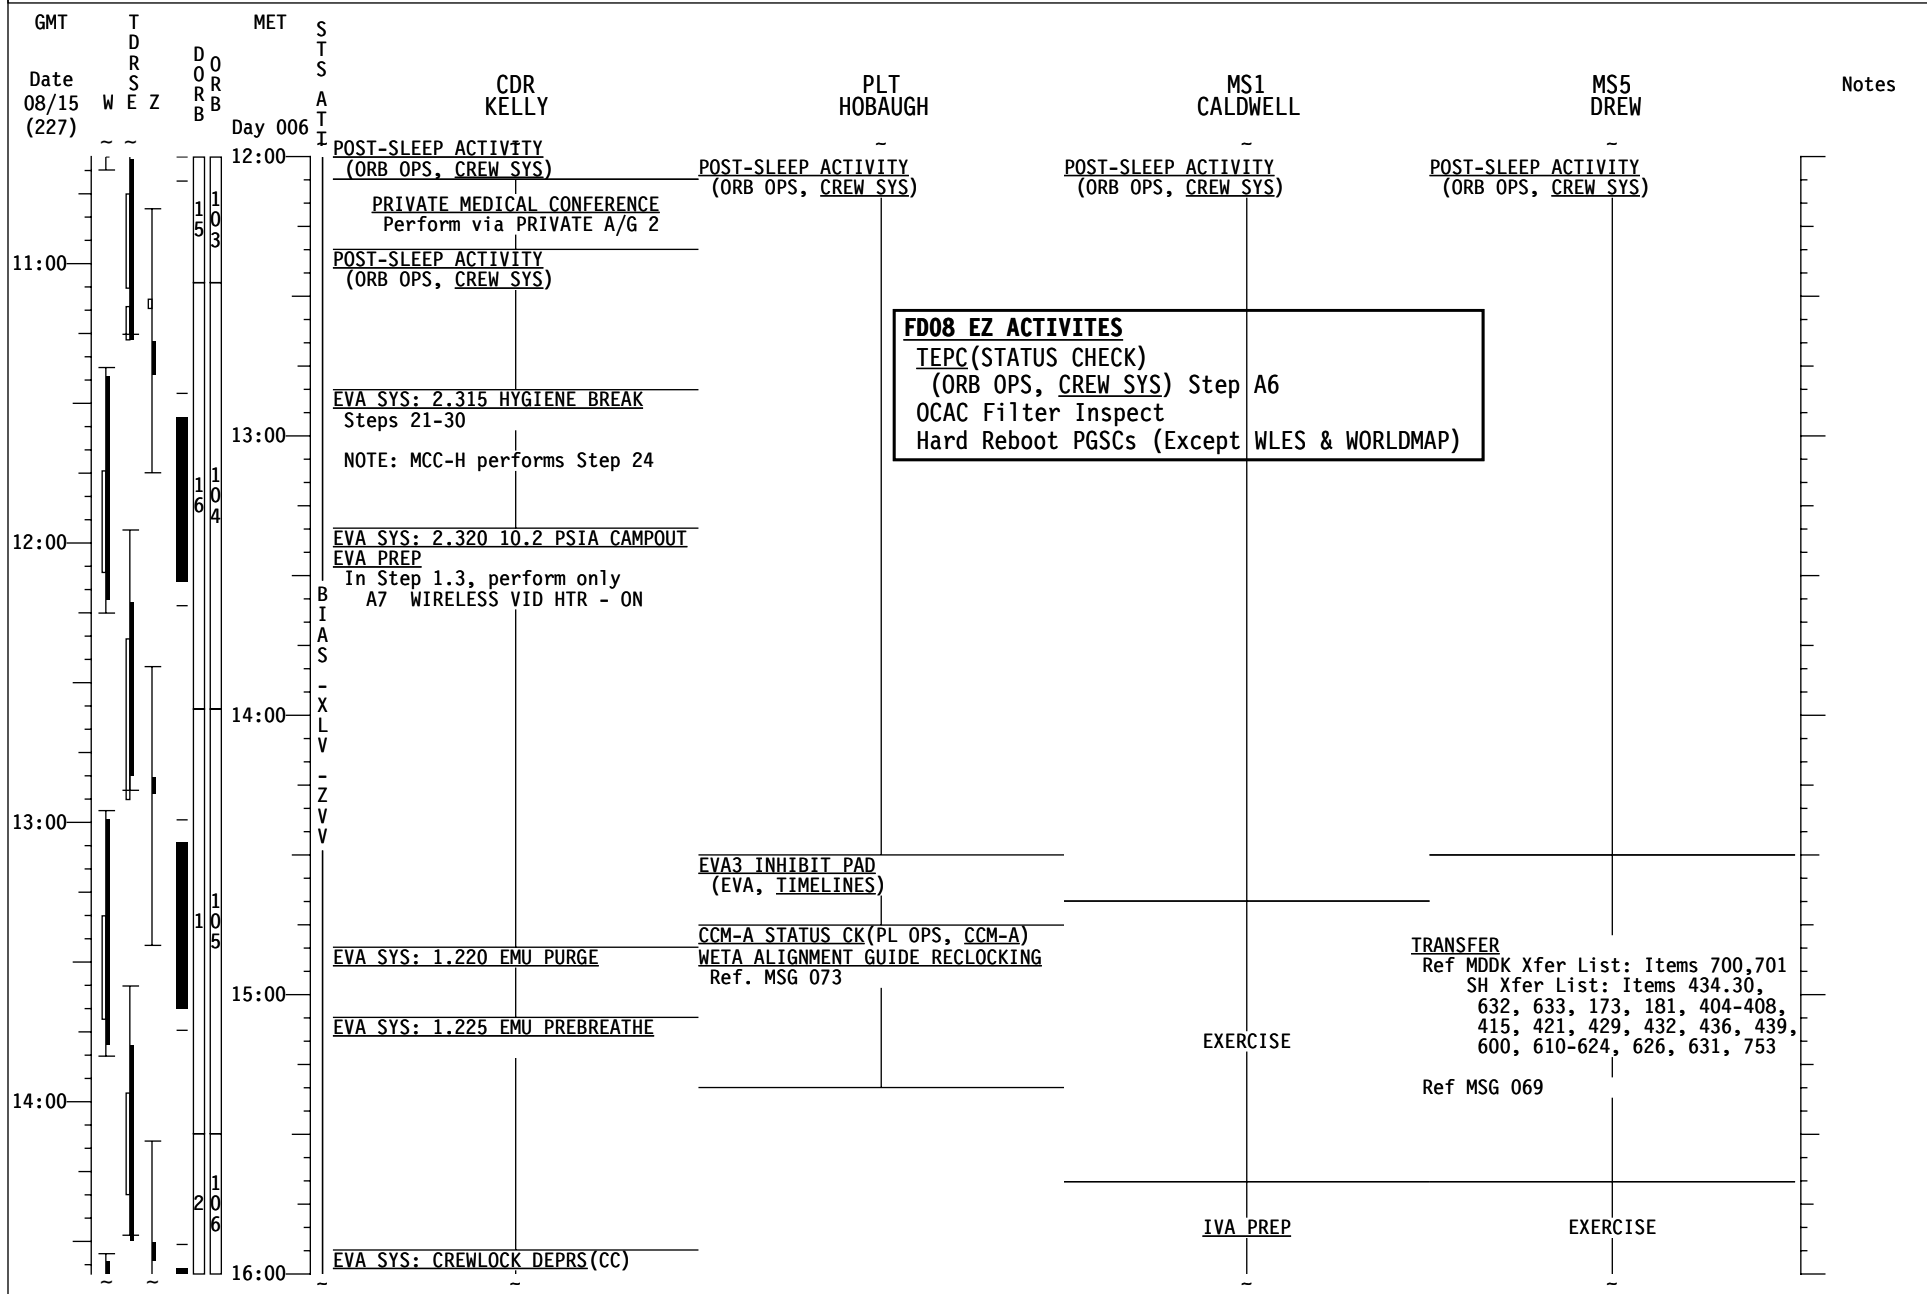 GMT
TDRS
MET
STS ATT
DORB
ORB
Date
08/15
(227)
W E Z
Day 006
CDR
KELLY
PLT
HOBAUGH
MS1
CALDWELL
MS5
DREW
Notes
~ ~ ~ ~ ~ ~
12:00
POST-SLEEP ACTIVITY
(ORB OPS, CREW SYS)
PRIVATE MEDICAL CONFERENCE
Perform via PRIVATE A/G 2
POST-SLEEP ACTIVITY
(ORB OPS, CREW SYS)
EVA SYS: 2.315 HYGIENE BREAK
Steps 21-30
NOTE: MCC-H performs Step 24
EVA SYS: 2.320 10.2 PSIA CAMPOUT
EVA PREP
In Step 1.3, perform only
A7 WIRELESS VID HTR - ON
EVA SYS: 1.220 EMU PURGE
EVA SYS: 1.225 EMU PREBREATHE
EVA SYS: CREWLOCK DEPRS(CC)
POST-SLEEP ACTIVITY
(ORB OPS, CREW SYS)
EVA3 INHIBIT PAD
(EVA, TIMELINES)
CCM-A STATUS CK(PL OPS, CCM-A)
WETA ALIGNMENT GUIDE RECLOCKING
Ref. MSG 073
POST-SLEEP ACTIVITY
(ORB OPS, CREW SYS)
EXERCISE
IVA PREP
POST-SLEEP ACTIVITY
(ORB OPS, CREW SYS)
TRANSFER
Ref MDDK Xfer List: Items 700,701
SH Xfer List: Items 434.30,
632, 633, 173, 181, 404-408,
415, 421, 429, 432, 436, 439,
600, 610-624, 626, 631, 753
Ref MSG 069
EXERCISE
FD08 EZ ACTIVITES
TEPC(STATUS CHECK)
(ORB OPS, CREW SYS) Step A6
OCAC Filter Inspect
Hard Reboot PGSCs (Except WLES & WORLDMAP)
11:00
12:00
13:00
14:00
15
16
1
2
103
104
105
106
13:00
14:00
15:00
16:00
BIAS -XLV -ZVV
~ ~ ~ ~ ~ ~